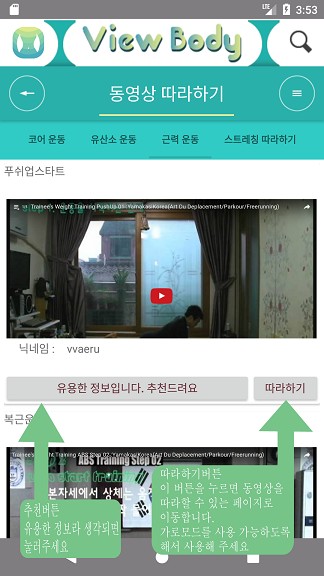 3:53
View Body
동영상 따라하기
코어 운동 유산소 운동 근력 운동 스트레칭 따라하기
푸쉬업스타트
Trainee's Weight Training PushUp 01- YamakasiKorea(Art Du Deplacement/Parkour/Freerunning)
닉네임 : vvaeru
유용한 정보입니다. 추천드려요 따라하기
복근운
Trainee's Weight Training ABS Step 02, YamakasiKorea(Art Du Deplacement/Parkour/Freerunning)
ABS Training Step 02
본자세에서 상체는
추천버튼
유용한 정보라 생각되면
눌러주세요
따라하기버튼
이 버튼을 누르면 동영상을
따라할 수 있는 페이지로
이동합니다.
가로모드를 사용 가능하도록
해서 사용해 주세요